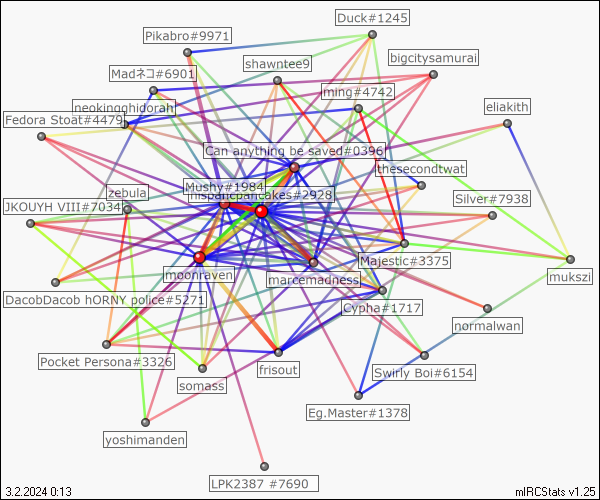 Duck#1245
Pikabro#9971
bigcitysamurai
shawntee9
Madネコ#6901
ming#4742
neokingghidorah
eliakith
Fedora Stoat#4479
Can anything be saved#0396
thesecondtwat
Mushy#1984
zebula
Silver#7938
JKOUYH VIII#7034
Majestic#3375
moonraven
marcemadness
mukszi
DacobDacob hORNY police#5271
Cypha#1717
normalwan
Pocket Persona#3326
frisout
Swirly Boi#6154
somass
Eg.Master#1378
yoshimanden
LPK2387 #7690
3.2.2024 0:13
mIRCStats v1.25